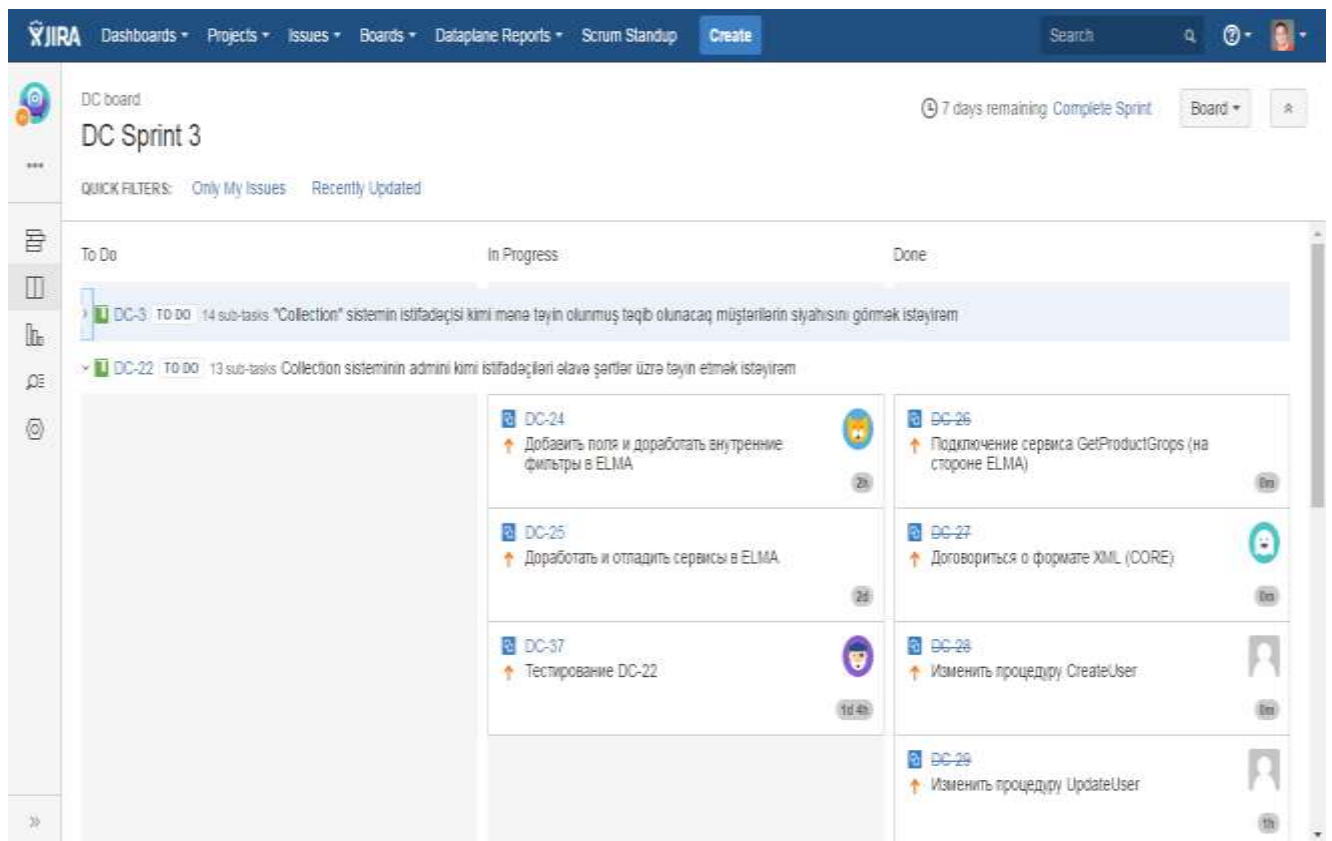 JIRA Dashboards Projects Issues Boards Dataplane Reports Scrum Standup Create Search
DC board
7 days remaining Complete Sprint Board
DC Sprint 3
QUICK FILTERS: Only My Issues Recently Updated
To Do In Progress Done
DC-3 TO DO 14 sub-tasks "Collection" sistemin istifadəçisi kimi mənə təyin olunmuş təqib olunacaq müştərilərin siyahısını görmək istəyirəm
DC-22 TO DO 13 sub-tasks Collection sisteminin admini kimi istifadəçiləri əlavə şərtlər üzrə təyin etmək istəyirəm
DC-24
Добавить поля и доработать внутренние
фильтры в ELMA
2h
DC-25
Доработать и отладить сервисы в ELMA
2d
DC-37
Тестирование DC-22
1d 4h
DC-26
Подключение сервиса GetProductGrops (на
стороне ELMA)
0m
DC-27
Договориться о формате XML (CORE)
0m
DC-28
Изменить процедуру CreateUser
0m
DC-29
Изменить процедуру UpdateUser
1h